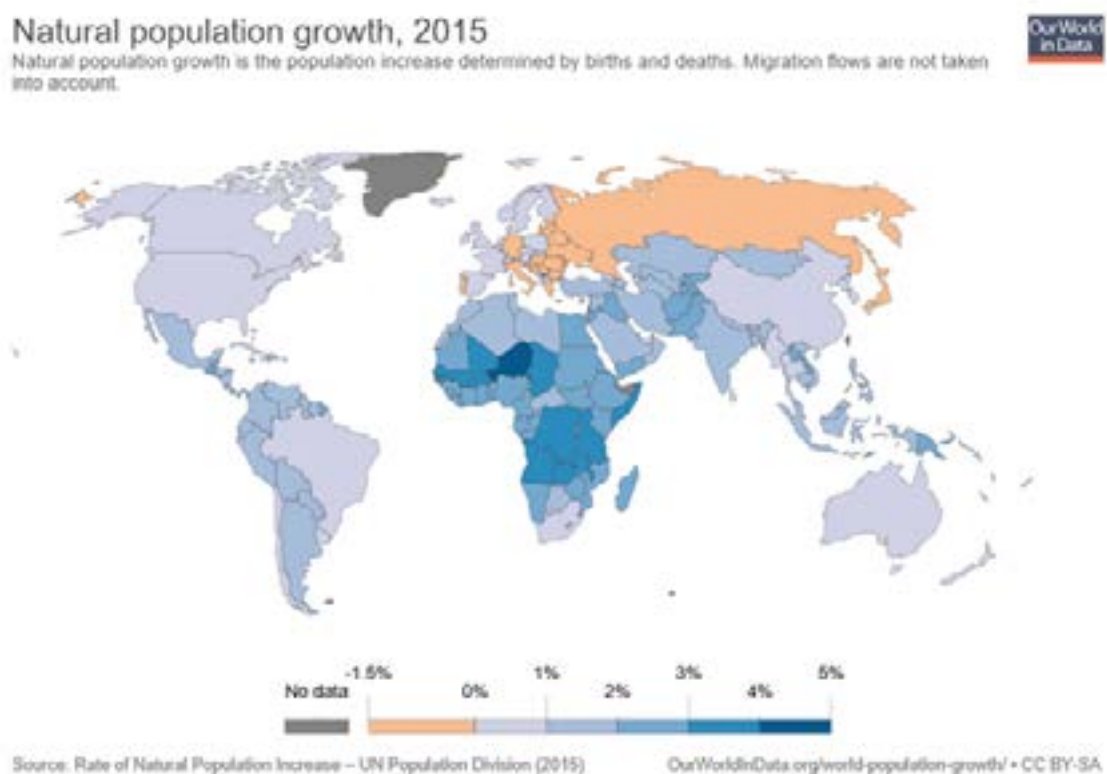 Natural population growth, 2015
Our World
in Data
Natural population growth is the population increase determined by births and deaths. Migration flows are not taken
into account.
-1.5% 1% 3% 5%
No data 0% 2% 4%
Source: Rate of Natural Population Increase – UN Population Division (2015) OurWorldInData.org/world-population-growth/ • CC BY-SA